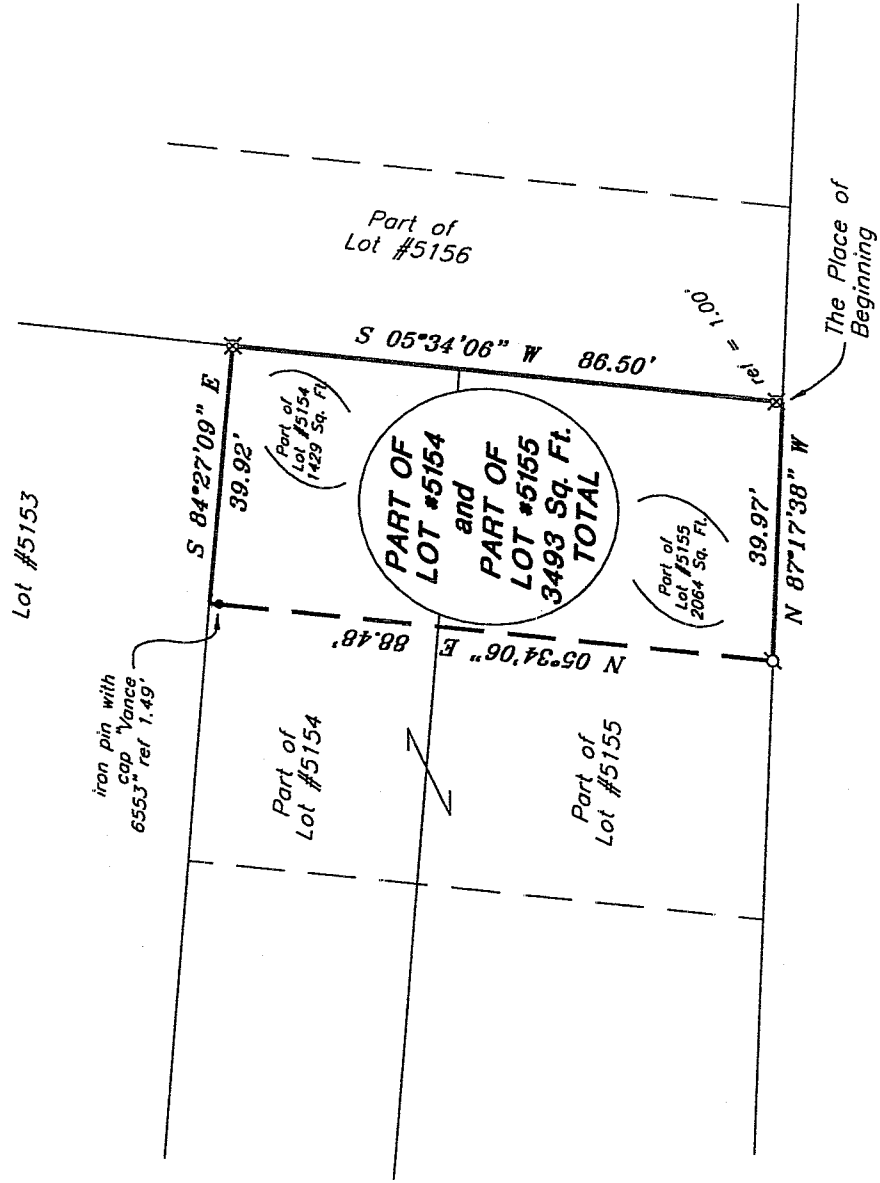 Lot #5153
Part of
Lot #5156
The Place of
Beginning
rei = 1.00'
S 84°27'09" E
39.92'
S 05°34'06" W 86.50'
Part of
Lot #5154
1429 Sq. Ft.
PART OF
LOT #5154
and
PART OF
LOT #5155
3493 Sq. Ft.
TOTAL
Part of
Lot #5155
2064 Sq. Ft.
39.97'
N 87°17'38" W
N 05°34'06" E 88.48'
iron pin with
cap "Vance
6553" ref 1.49'
Part of
Lot #5154
Part of
Lot #5155